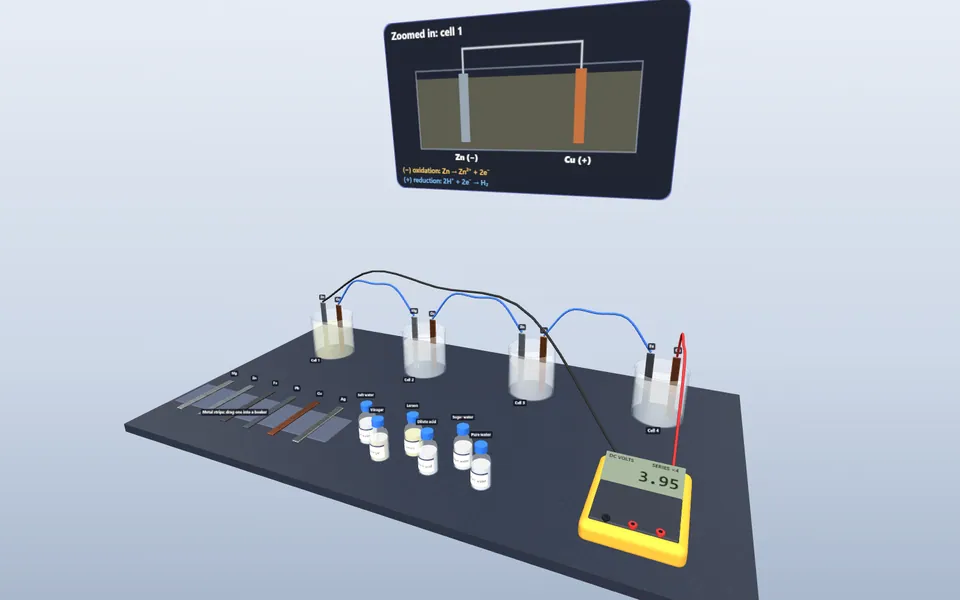 Zoomed in: cell 1
Zn (−)
Cu (+)
(−) oxidation: Zn → Zn²⁺ + 2e⁻
(+) reduction: 2H⁺ + 2e⁻ → H₂
Cell 1
Cell 2
Cell 3
Cell 4
Mg
Zn
Fe
Pb
Cu
Ag
Metal strips: drag one into a beaker
Salt water
Vinegar
Lemon
Dilute acid
Sugar water
Pure water
DC VOLTS
SERIES ×4
3.95